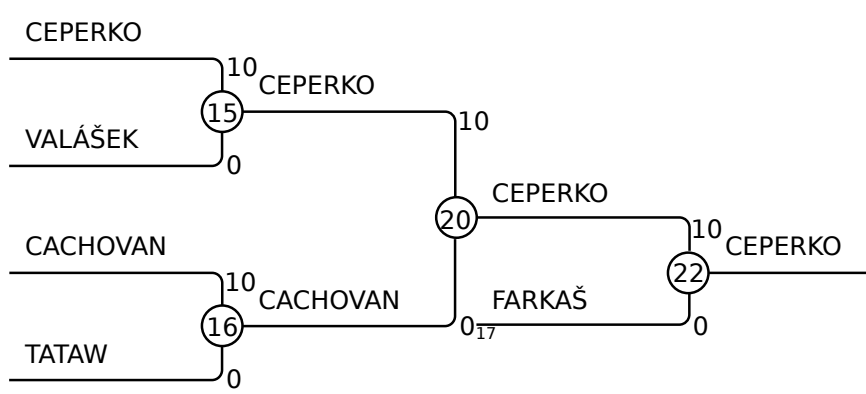 CEPERKO
10
CEPERKO
15
10
VALÁŠEK
0
CEPERKO
20
10
CEPERKO
CACHOVAN
10
22
CACHOVAN
FARKAŠ
16
0
17
0
TATAW
0